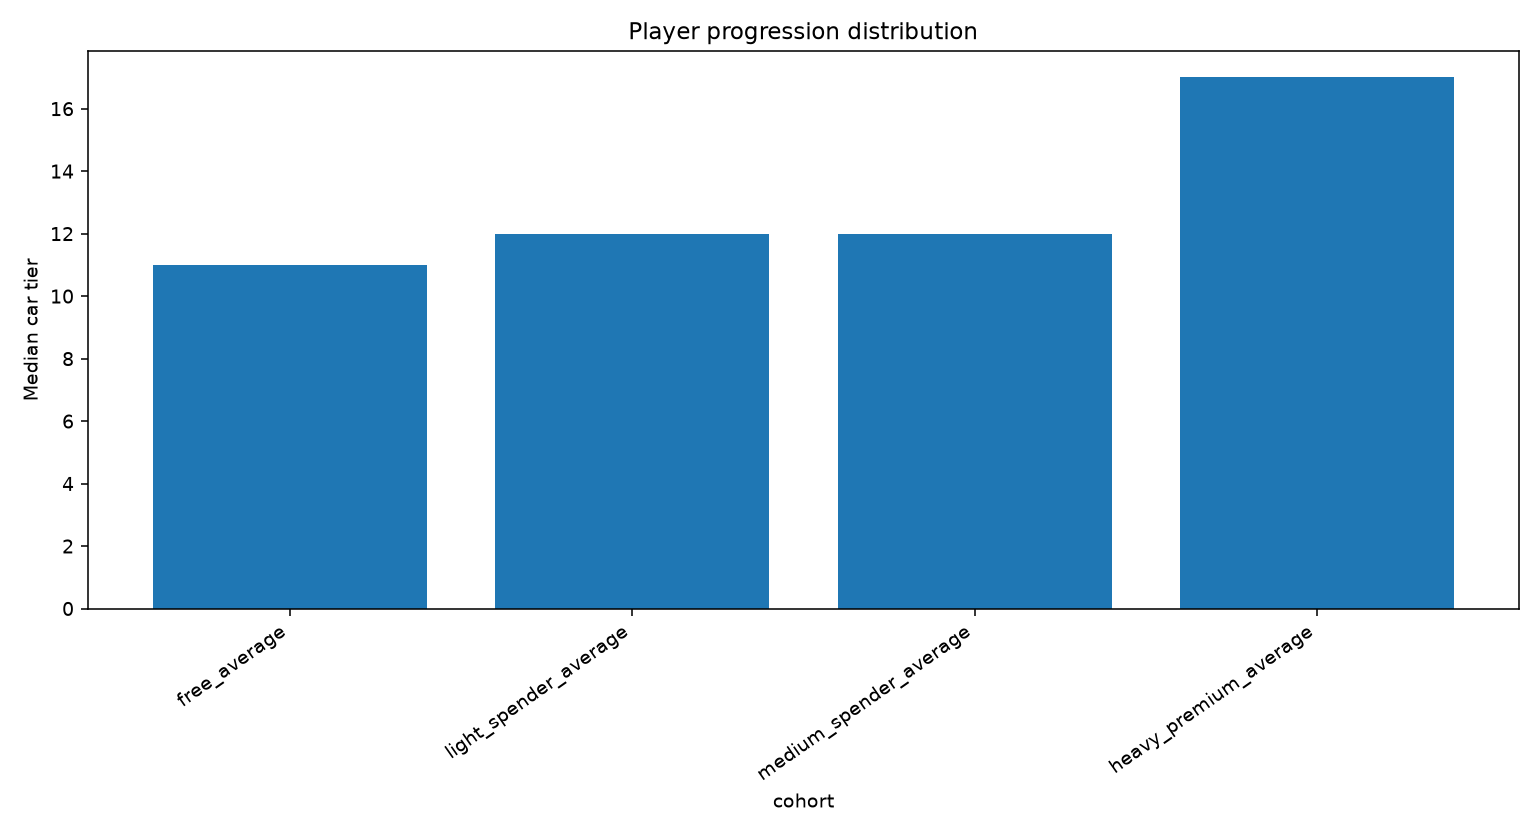 Player progression distribution
Median car tier
16
14
12
10
8
6
4
2
0
free_average
light_spender_average
medium_spender_average
heavy_premium_average
cohort